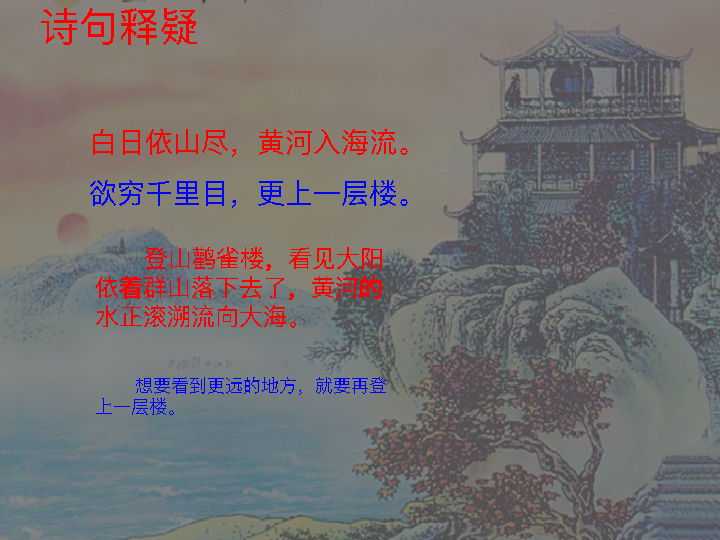 诗句释疑
白日依山尽，黄河入海流。
欲穷千里目，更上一层楼。
登山鹳雀楼，看见大阳
依着群山落下去了，黄河的
水正滚溯流向大海。
想要看到更远的地方，就要再登
上一层楼。